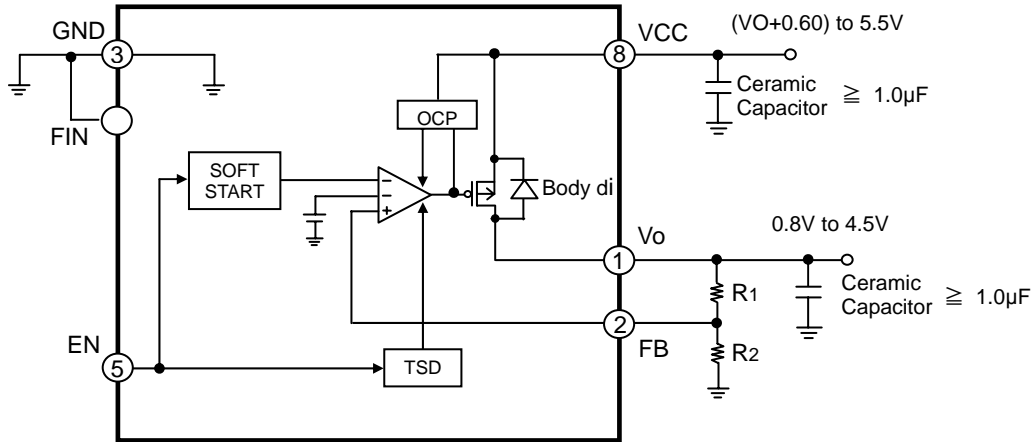 GND
3
FIN
VCC
8
(VO+0.60) to 5.5V
Ceramic
Capacitor ≧ 1.0µF
OCP
SOFT
START
−
−
+
Body di
Vo
1
0.8V to 4.5V
R1
Ceramic
Capacitor ≧ 1.0µF
2
FB
R2
EN
5
TSD